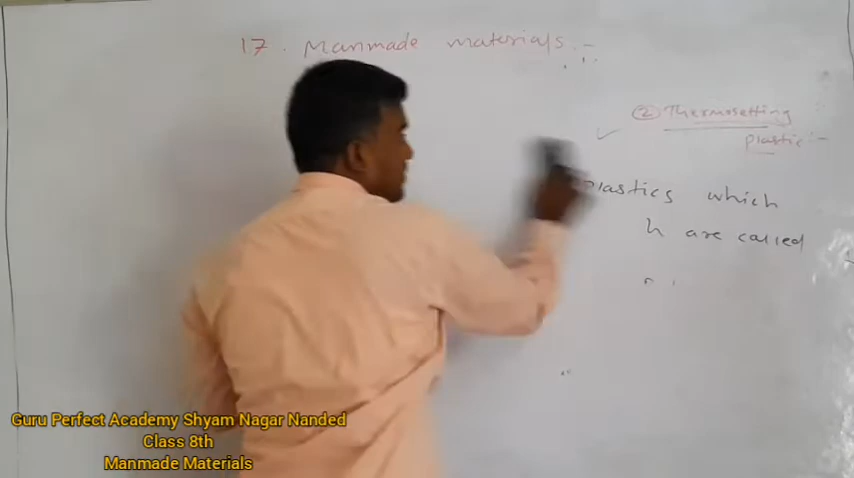 17. Manmade materials :-
② Thermosetting
plastic :-
plastics which
h are called
Guru Perfect Academy Shyam Nagar Nanded
Class 8th
Manmade Materials